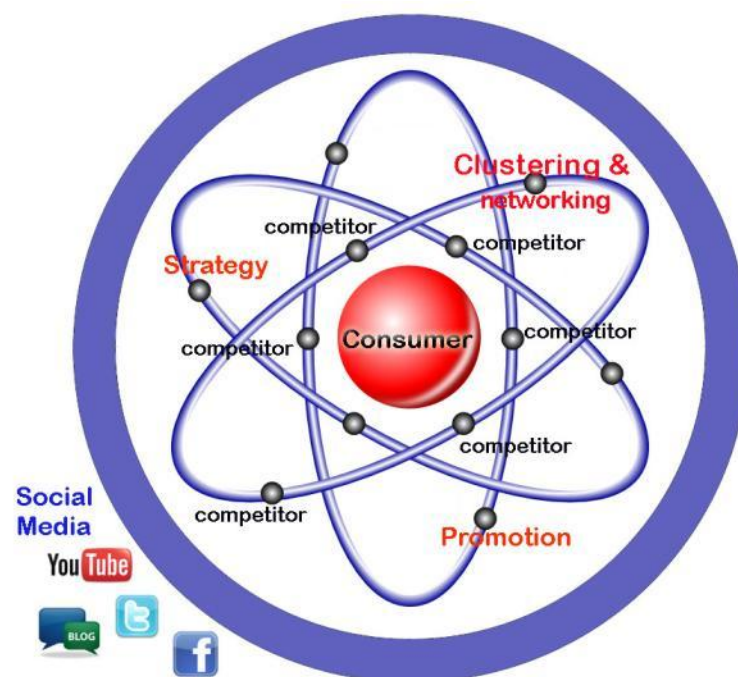 Clustering &
networking
competitor
competitor
Strategy
competitor
Consumer
competitor
competitor
competitor
Promotion
Social
Media
YouTube
BLOG
t
f